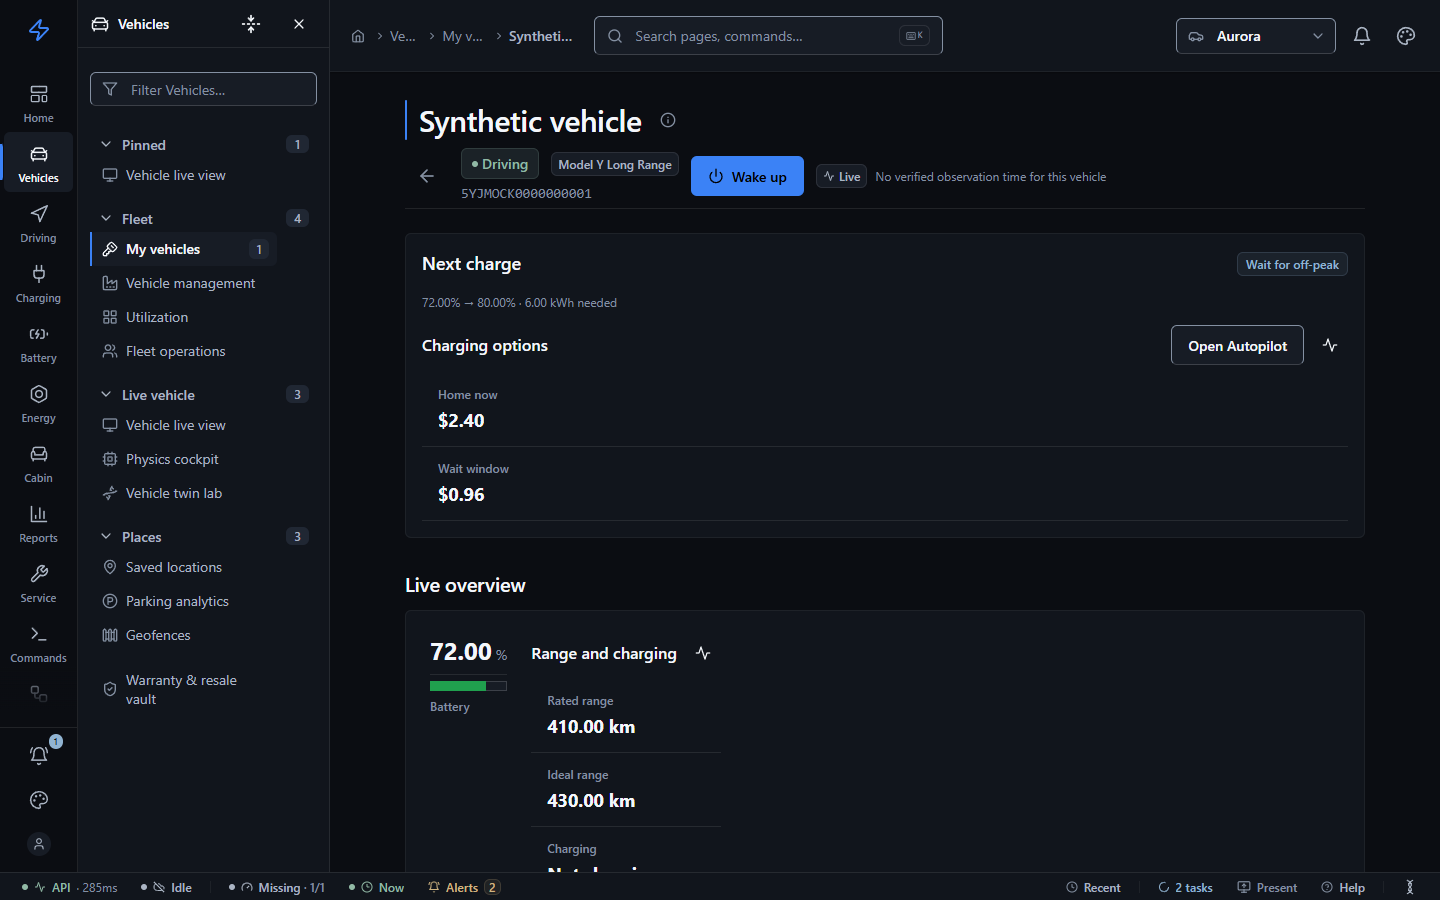 Vehicles
Ve...
My v...
Syntheti...
Search pages, commands...
K
Aurora
Home
Vehicles
Driving
Charging
Battery
Energy
Cabin
Reports
Service
Commands
1
Filter Vehicles...
Pinned
1
Vehicle live view
Fleet
4
My vehicles
1
Vehicle management
Utilization
Fleet operations
Live vehicle
3
Vehicle live view
Physics cockpit
Vehicle twin lab
Places
3
Saved locations
Parking analytics
Geofences
Warranty & resale
vault
Synthetic vehicle
Driving
Model Y Long Range
5YJMOCK0000000001
Wake up
Live
No verified observation time for this vehicle
Next charge
Wait for off-peak
72.00% → 80.00% · 6.00 kWh needed
Charging options
Open Autopilot
Home now
$2.40
Wait window
$0.96
Live overview
72.00 %
Battery
Range and charging
Rated range
410.00 km
Ideal range
430.00 km
Charging
API · 285ms
Idle
Missing · 1/1
Now
Alerts 2
Recent
2 tasks
Present
Help